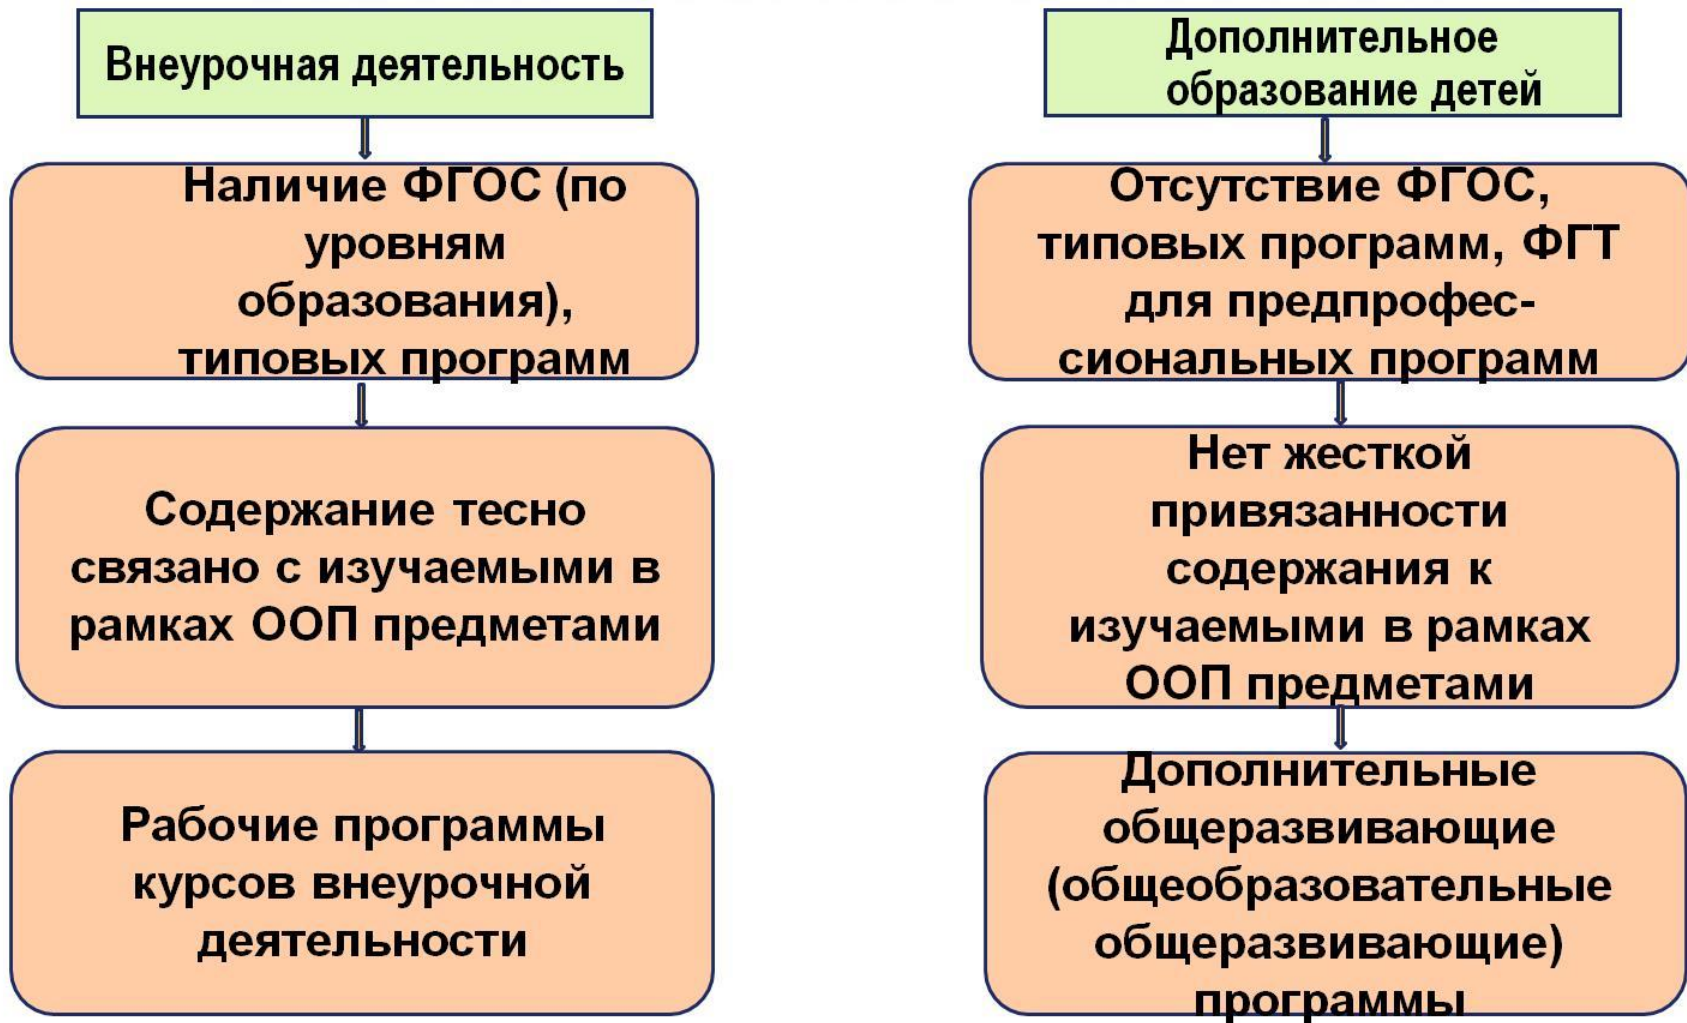 Внеурочная деятельность
Наличие ФГОС (по
уровням
образования),
типовых программ
Содержание тесно
связано с изучаемыми в
рамках ООП предметами
Рабочие программы
курсов внеурочной
деятельности
Дополнительное
образование детей
Отсутствие ФГОС,
типовых программ, ФГТ
для предпрофес-
сиональных программ
Нет жесткой
привязанности
содержания к
изучаемыми в рамках
ООП предметами
Дополнительные
общеразвивающие
(общеобразовательные
общеразвивающие)
программы